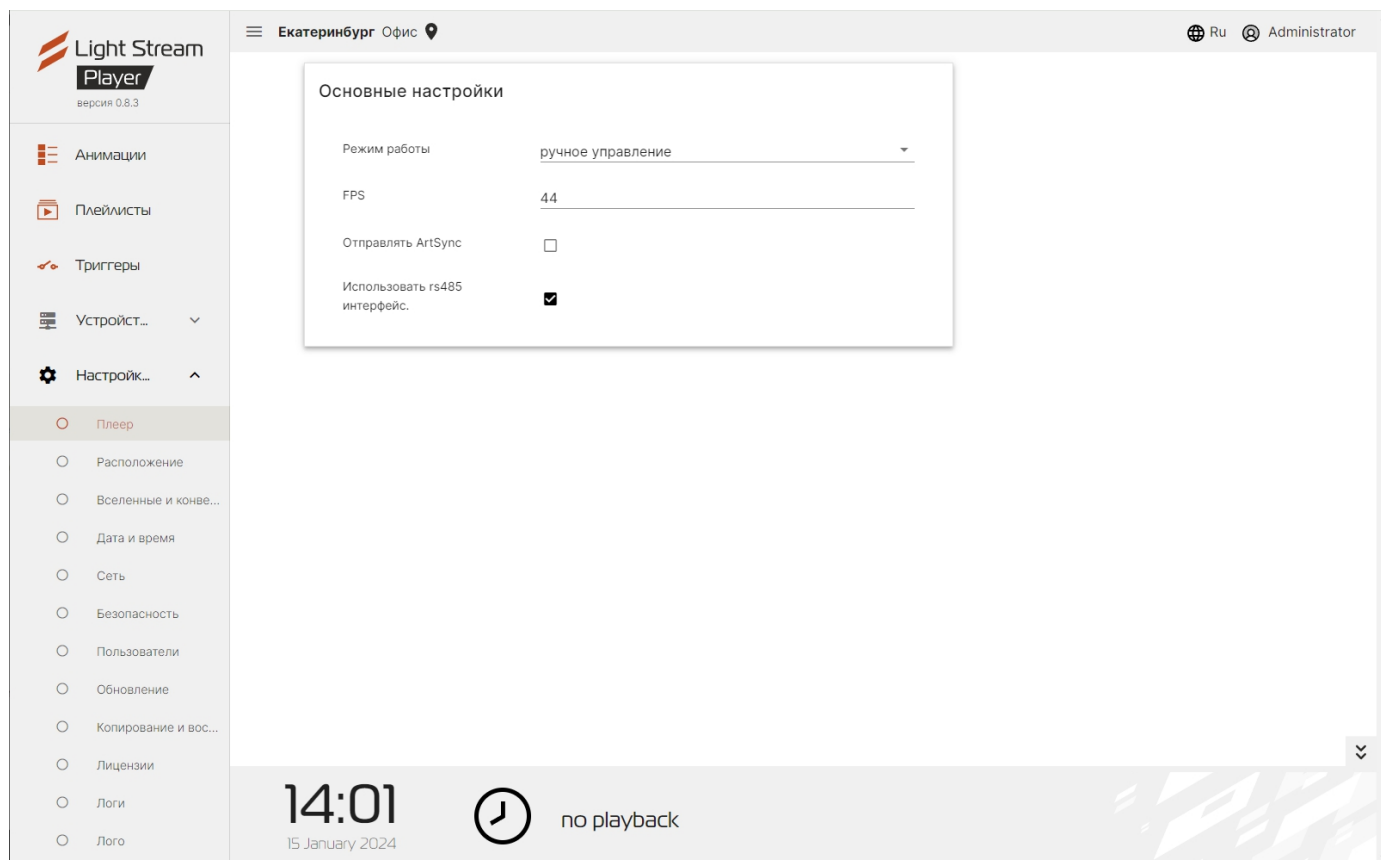 Light Stream
Player
версия 0.8.3
Анимации
Плейлисты
Триггеры
Устройст...
Настройк...
Плеер
Расположение
Вселенные и конве...
Дата и время
Сеть
Безопасность
Пользователи
Обновление
Копирование и вос...
Лицензии
Логи
Лого
Екатеринбург Офис
Ru Administrator
Основные настройки
Режим работы ручное управление
FPS 44
Отправлять ArtSync
Использовать rs485
интерфейс.
14:01
15 January 2024
no playback